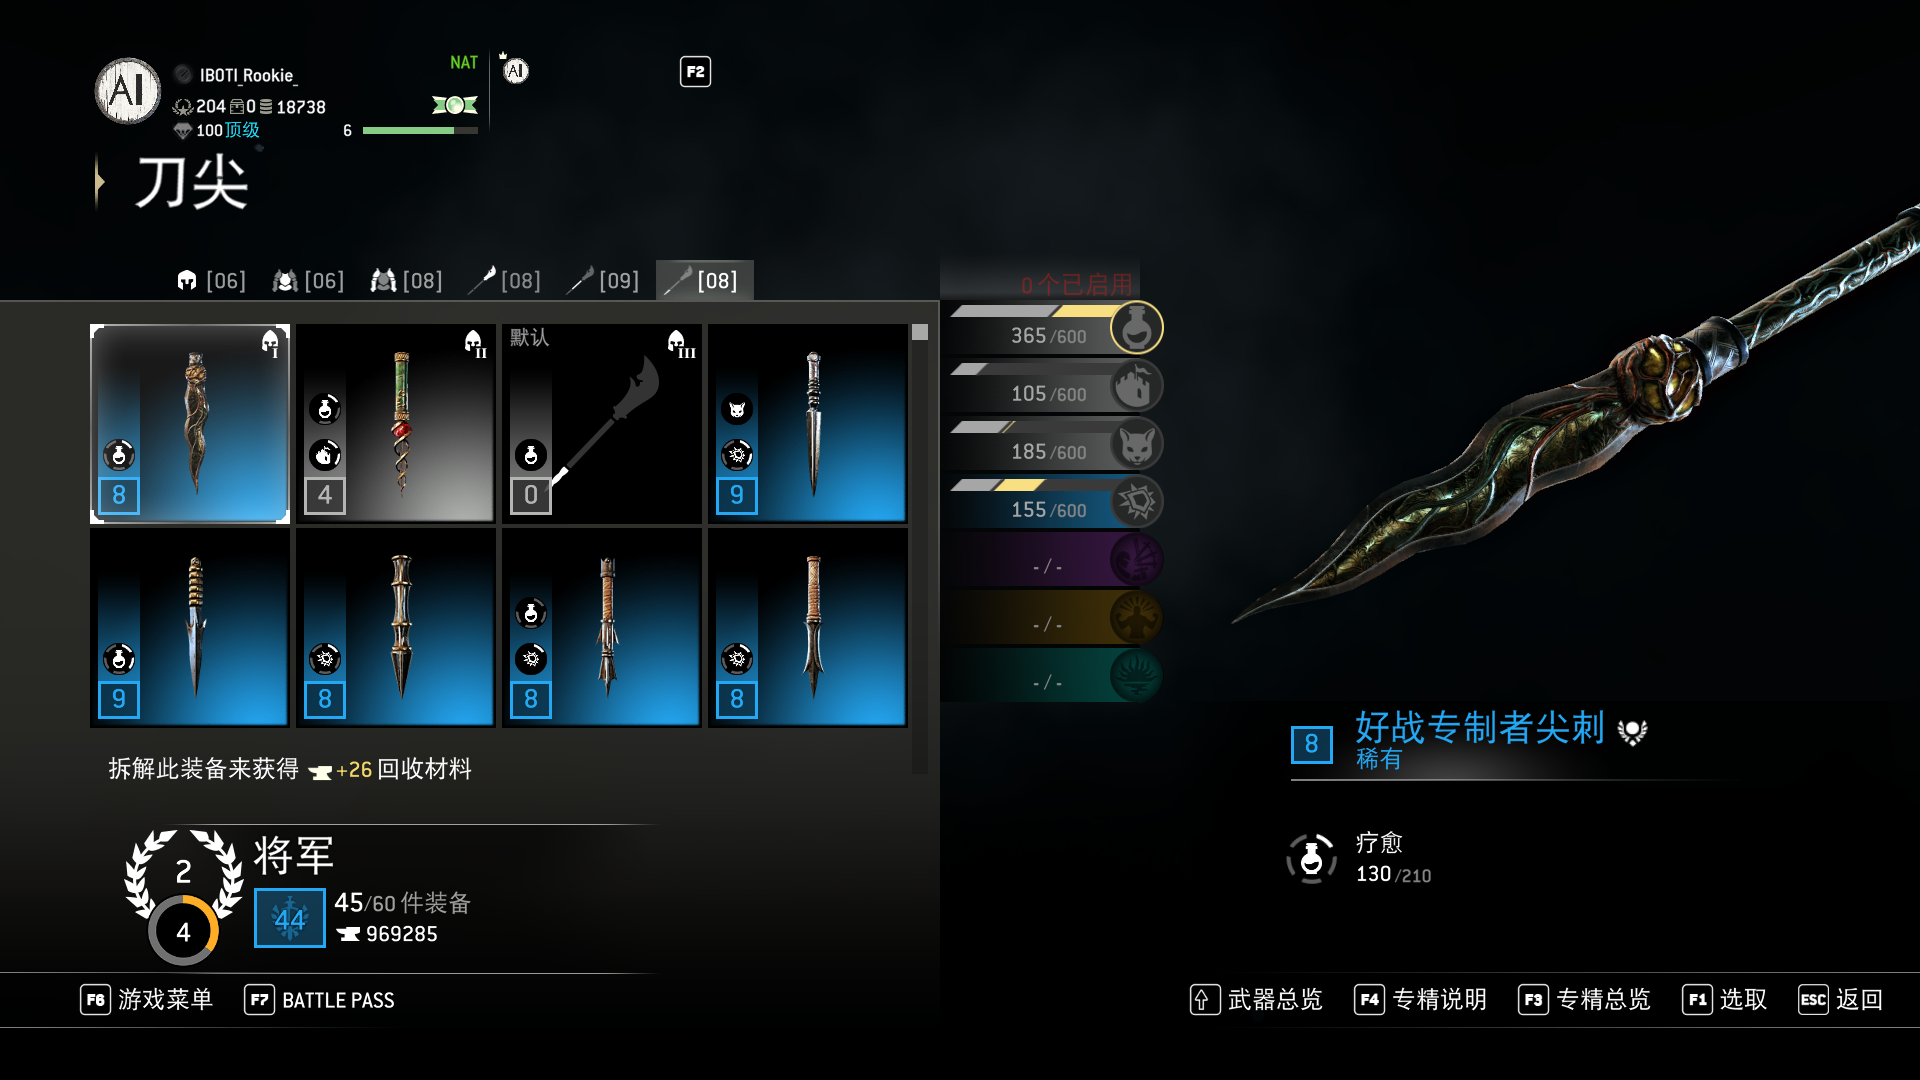 AI IBOTI_Rookie_ NAT AI F2
204 0 18738
100顶级 6
刀尖
[06] [06] [08] [08] [09] [08]
0个已启用
I II 默认 III
8 4 0 9
9 8 8 8
365/600
105/600
185/600
155/600
-/-
-/-
-/-
拆解此装备来获得 +26 回收材料
2 将军
4 44 45/60 件装备
969285
8 好战专制者尖刺
稀有
疗愈
130/210
F6 游戏菜单 F7 BATTLE PASS
⇧ 武器总览 F4 专精说明 F3 专精总览 F1 选取 ESC 返回